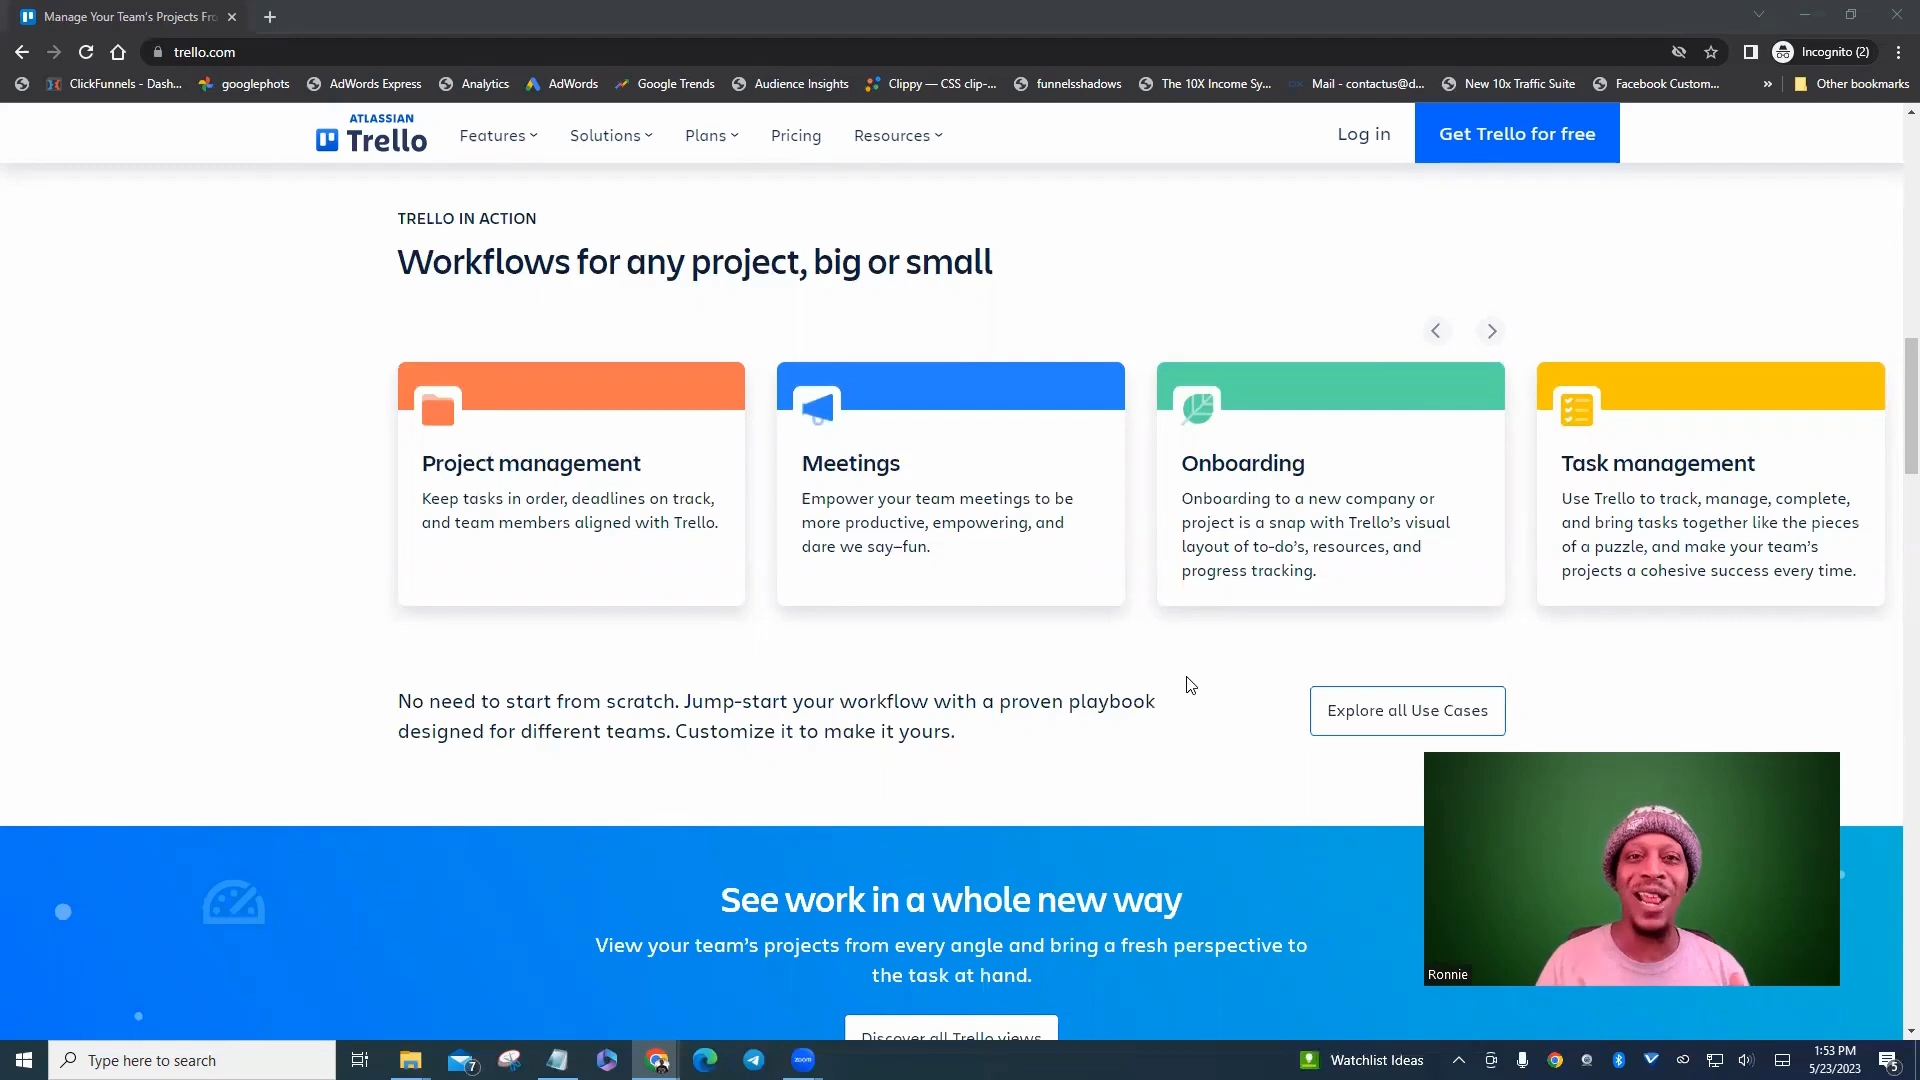 Manage Your Team's Projects Fro
trello.com
Incognito (2)
ClickFunnels - Dash...
googlephots
AdWords Express
Analytics
AdWords
Google Trends
Audience Insights
Clippy — CSS clip-...
funnelsshadows
The 10X Income Sy...
Mail - contactus@d...
New 10x Traffic Suite
Facebook Custom...
»
Other bookmarks
ATLASSIAN
Trello
Features
Solutions
Plans
Pricing
Resources
Log in
Get Trello for free
TRELLO IN ACTION
Workflows for any project, big or small
Project management
Keep tasks in order, deadlines on track,
and team members aligned with Trello.
Meetings
Empower your team meetings to be
more productive, empowering, and
dare we say–fun.
Onboarding
Onboarding to a new company or
project is a snap with Trello's visual
layout of to-do's, resources, and
progress tracking.
Task management
Use Trello to track, manage, complete,
and bring tasks together like the pieces
of a puzzle, and make your team's
projects a cohesive success every time.
No need to start from scratch. Jump-start your workflow with a proven playbook
designed for different teams. Customize it to make it yours.
Explore all Use Cases
See work in a whole new way
View your team's projects from every angle and bring a fresh perspective to
the task at hand.
Discover all Trello views
Ronnie
Type here to search
7
zoom
Watchlist Ideas
1:53 PM
5/23/2023
5